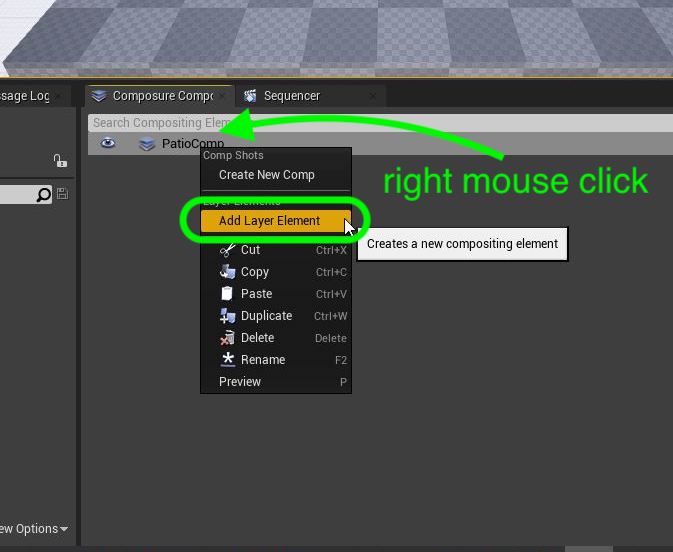 ssage Log
Composure Compo
Sequencer
Search Compositing Elem
PatioComp
Comp Shots
Create New Comp
right mouse click
Layer Elements
Add Layer Element
Creates a new compositing element
Cut Ctrl+X
Copy Ctrl+C
Paste Ctrl+V
Duplicate Ctrl+W
Delete Delete
Rename F2
Preview P
ew Options